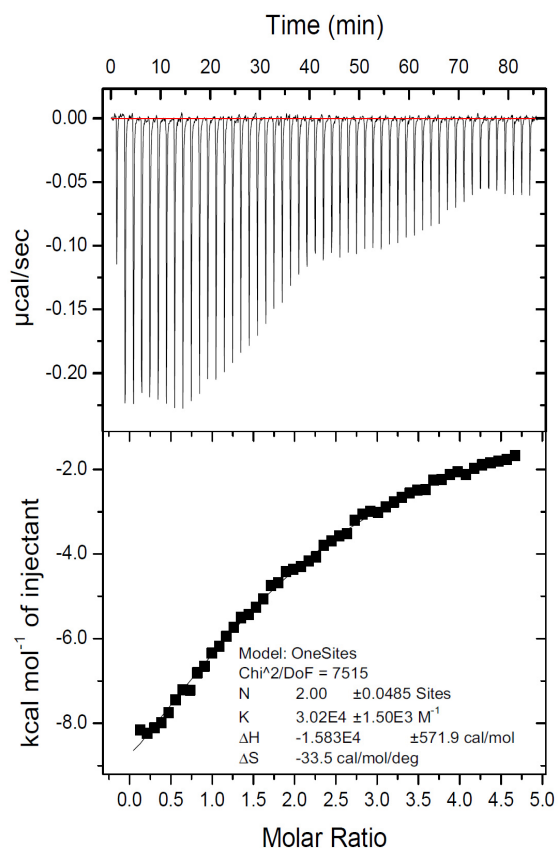 Time (min)
0 10 20 30 40 50 60 70 80
0.00
-0.05
-0.10
-0.15
-0.20
µcal/sec
-2.0
-4.0
-6.0
-8.0
kcal mol⁻¹ of injectant
Model: OneSites
Chi^2/DoF = 7515
N 2.00 ±0.0485 Sites
K 3.02E4 ±1.50E3 M⁻¹
ΔH -1.583E4 ±571.9 cal/mol
ΔS -33.5 cal/mol/deg
0.0 0.5 1.0 1.5 2.0 2.5 3.0 3.5 4.0 4.5 5.0
Molar Ratio